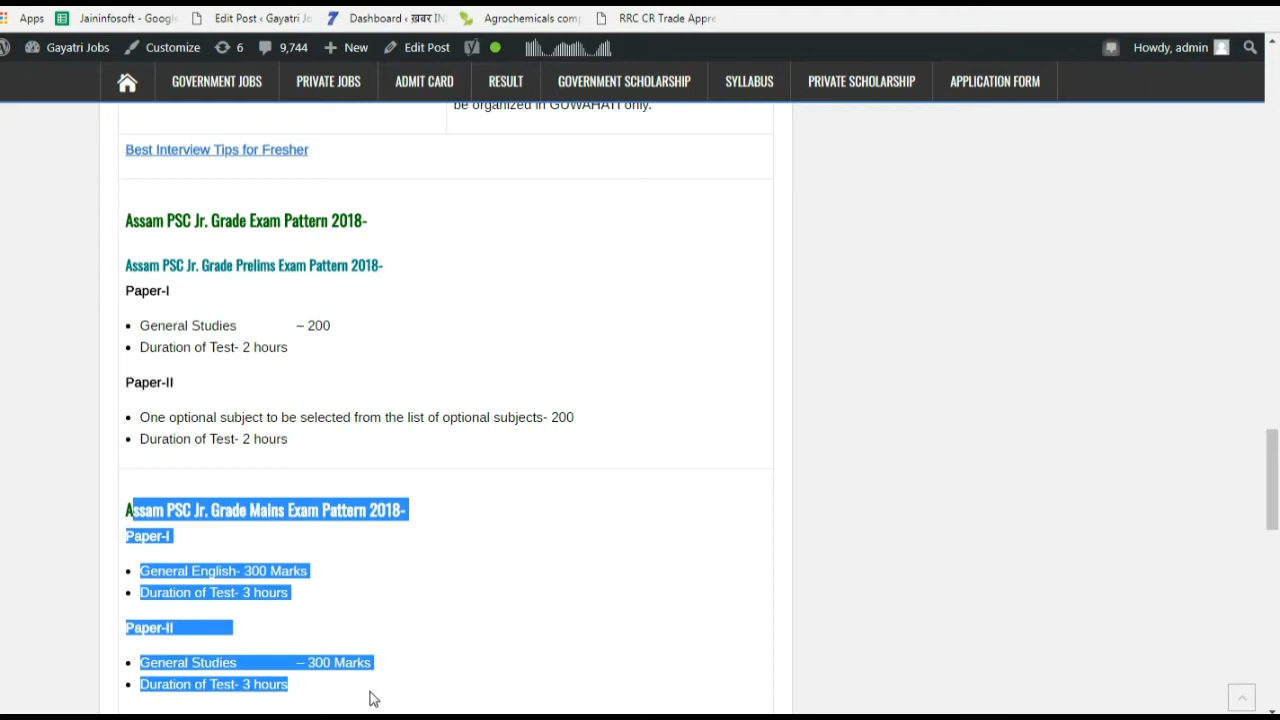 Apps Jaininfosoft - Google Edit Post ‹ Gayatri Jo Dashboard ‹ ख़बर IN Agrochemicals comp RRC CR Trade Appre
Gayatri Jobs Customize 6 9,744 New Edit Post Howdy, admin
GOVERNMENT JOBS PRIVATE JOBS ADMIT CARD RESULT GOVERNMENT SCHOLARSHIP SYLLABUS PRIVATE SCHOLARSHIP APPLICATION FORM
be organized in GUWAHATI only.
Best Interview Tips for Fresher
Assam PSC Jr. Grade Exam Pattern 2018-
Assam PSC Jr. Grade Prelims Exam Pattern 2018-
Paper-I
• General Studies – 200
• Duration of Test- 2 hours
Paper-II
• One optional subject to be selected from the list of optional subjects- 200
• Duration of Test- 2 hours
Assam PSC Jr. Grade Mains Exam Pattern 2018-
Paper-I
• General English- 300 Marks
• Duration of Test- 3 hours
Paper-II
• General Studies – 300 Marks
• Duration of Test- 3 hours